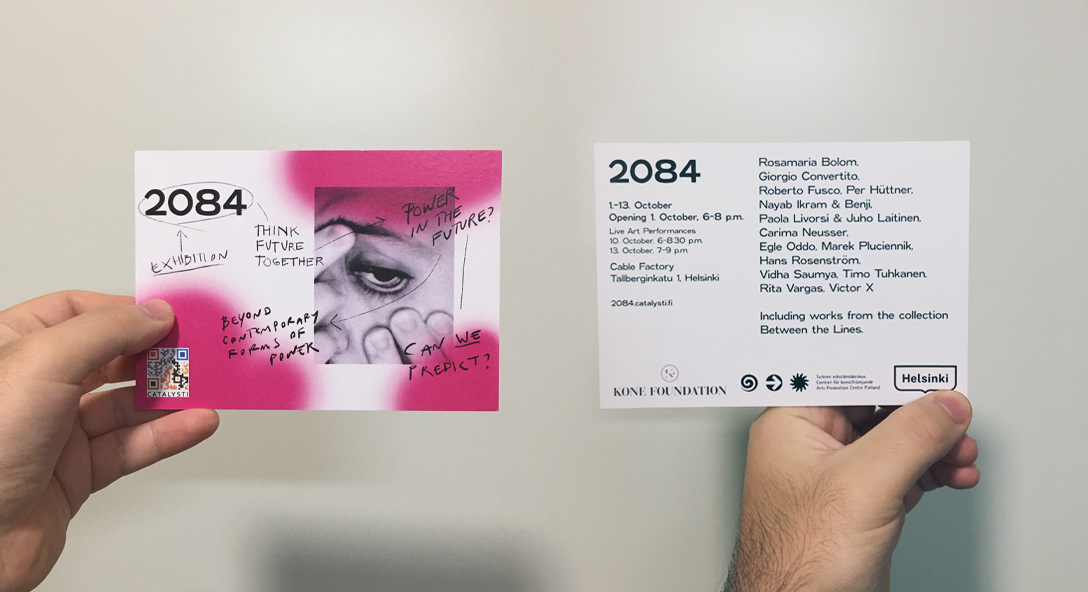 2084
EXHIBITION
THINK
FUTURE
TOGETHER
POWER
IN THE
FUTURE?
BEYOND
CONTEMPORARY
FORMS OF
POWER
CAN WE
PREDICT?
CATALYSTI
2084
1.–13. October
Opening 1. October, 6–8 p.m.
Live Art Performances
10. October, 6–8:30 p.m.
13. October, 7–9 p.m.
Cable Factory
Tallberginkatu 1, Helsinki
2084.catalysti.fi
Rosamaria Bolom,
Giorgio Convertito,
Roberto Fusco, Per Hüttner,
Nayab Ikram & Benji,
Paola Livorsi & Juho Laitinen,
Carima Neusser,
Egle Oddo, Marek Pluciennik,
Hans Rosenström,
Vidha Saumya, Timo Tuhkanen,
Rita Vargas, Victor X
Including works from the collection
Between the Lines.
KONE FOUNDATION
Taiteen edistämiskeskus
Centret för konstfrämjande
Arts Promotion Centre Finland
Helsinki